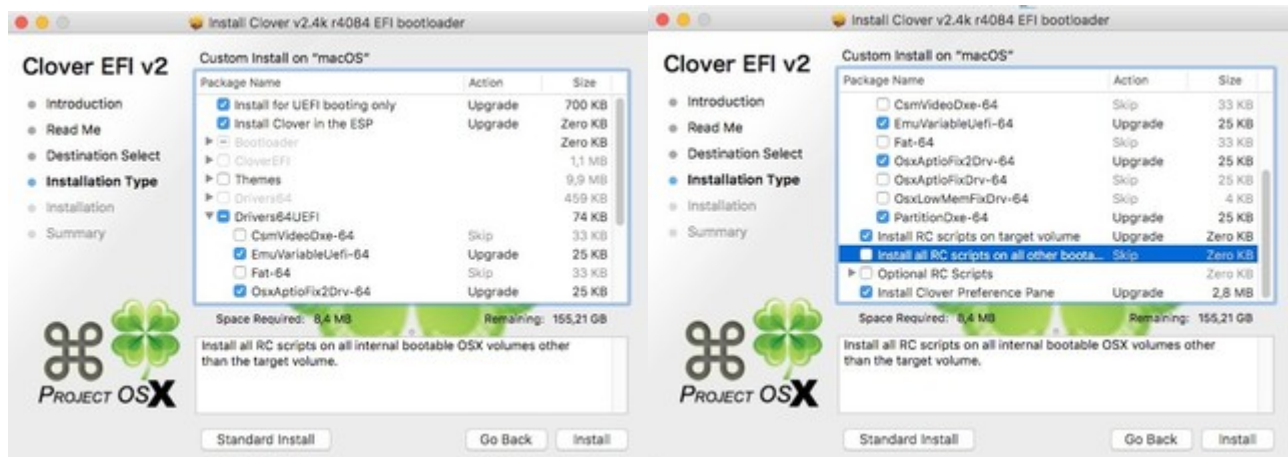 Install Clover v2.4k r4084 EFI bootloader
Clover EFI v2
Introduction
Read Me
Destination Select
Installation Type
Installation
Summary
Custom Install on "macOS"
Package Name Action Size
Install for UEFI booting only Upgrade 700 KB
Install Clover in the ESP Upgrade Zero KB
Bootloader Zero KB
CloverEFI 1,1 MB
Themes 9,9 MB
Drivers64 459 KB
Drivers64UEFI 74 KB
CsmVideoDxe-64 Skip 33 KB
EmuVariableUefi-64 Upgrade 25 KB
Fat-64 Skip 33 KB
OsxAptioFix2Drv-64 Upgrade 25 KB
Space Required: 8,4 MB Remaining: 155,21 GB
Install all RC scripts on all internal bootable OSX volumes other
than the target volume.
PROJECT OSX
Standard Install Go Back Install
Install Clover v2.4k r4084 EFI bootloader
Clover EFI v2
Introduction
Read Me
Destination Select
Installation Type
Installation
Summary
Custom Install on "macOS"
Package Name Action Size
CsmVideoDxe-64 Skip 33 KB
EmuVariableUefi-64 Upgrade 25 KB
Fat-64 Skip 33 KB
OsxAptioFix2Drv-64 Upgrade 25 KB
OsxAptioFixDrv-64 Skip 25 KB
OsxLowMemFixDrv-64 Skip 4 KB
PartitionDxe-64 Upgrade 25 KB
Install RC scripts on target volume Upgrade Zero KB
Install all RC scripts on all other boota... Skip Zero KB
Optional RC Scripts Zero KB
Install Clover Preference Pane Upgrade 2,8 MB
Space Required: 8,4 MB Remaining: 155,21 GB
Install all RC scripts on all internal bootable OSX volumes other
than the target volume.
PROJECT OSX
Standard Install Go Back Install